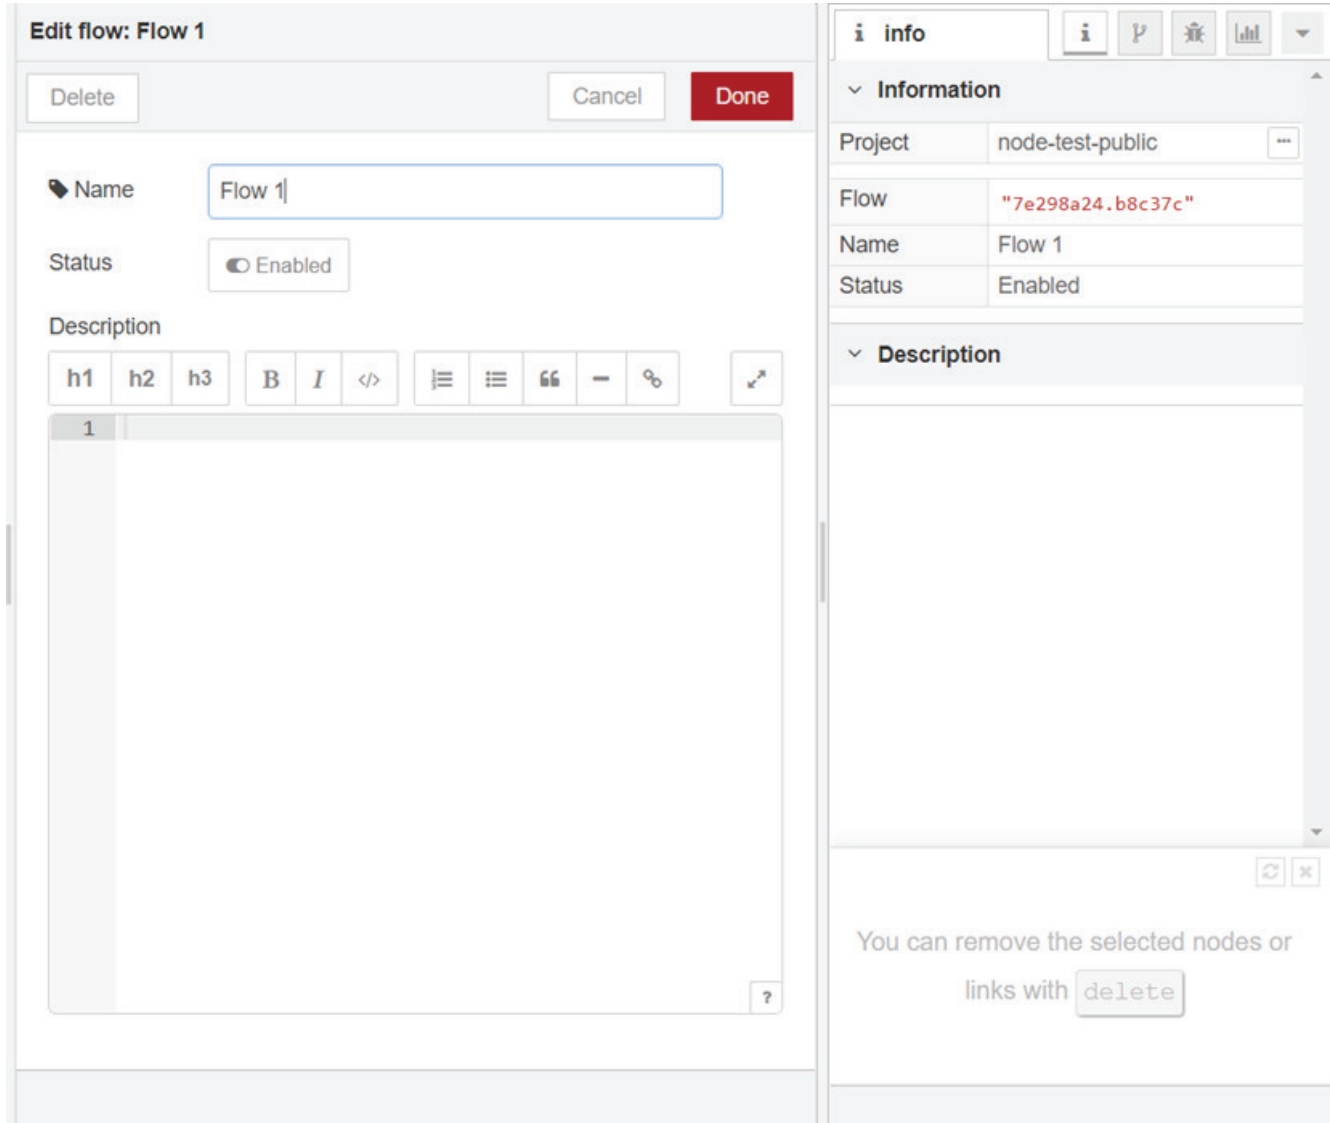 Edit flow: Flow 1
Delete
Cancel
Done
Name
Flow 1
Status
Enabled
Description
h1 h2 h3 B I </> ❝ — 
1
?
i info
i
Information
Project node-test-public ...
Flow "7e298a24.b8c37c"
Name Flow 1
Status Enabled
Description
You can remove the selected nodes or
links with delete